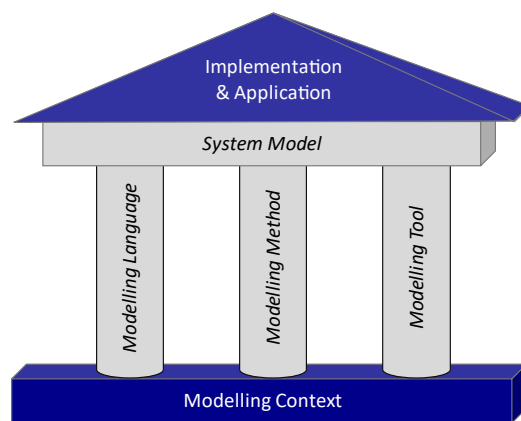 Implementation
& Application
System Model
Modelling Language
Modelling Method
Modelling Tool
Modelling Context